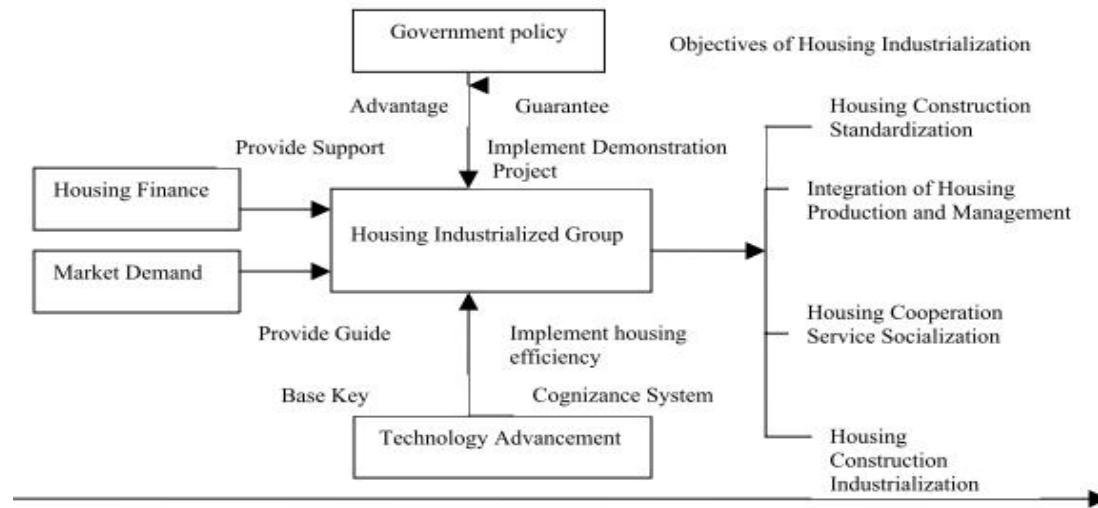 Government policy
Objectives of Housing Industrialization
Advantage
Guarantee
Housing Construction
Standardization
Provide Support
Implement Demonstration
Project
Housing Finance
Integration of Housing
Production and Management
Housing Industrialized Group
Market Demand
Housing Cooperation
Service Socialization
Provide Guide
Implement housing
efficiency
Base Key
Cognizance System
Technology Advancement
Housing
Construction
Industrialization